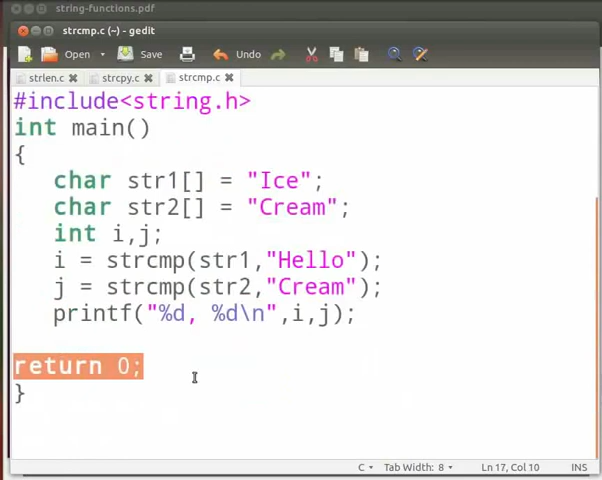 string-functions.pdf
strcmp.c (~) - gedit
Open Save Undo
strlen.c strcpy.c strcmp.c
#include<string.h>
int main()
{
char str1[] = "Ice";
char str2[] = "Cream";
int i,j;
i = strcmp(str1,"Hello");
j = strcmp(str2,"Cream");
printf("%d, %d\n",i,j);
return 0;
}
C Tab Width: 8 Ln 17, Col 10 INS